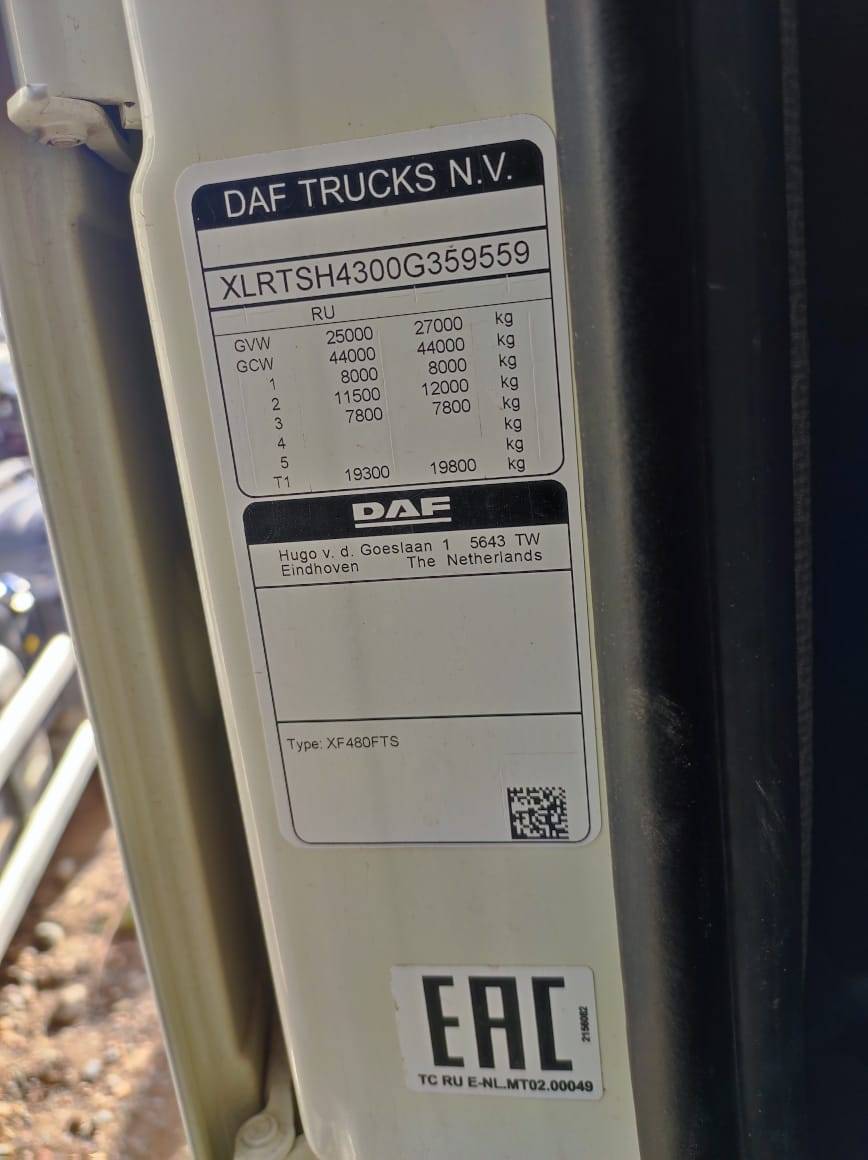 DAF TRUCKS N.V.
XLRTSH4300G359559
RU
GVW 25000 27000 kg
GCW 44000 44000 kg
1 8000 8000 kg
2 11500 12000 kg
3 7800 7800 kg
4 kg
5 kg
T1 19300 19800 kg
DAF
Hugo v. d. Goeslaan 1 5643 TW
Eindhoven The Netherlands
Type: XF480FTS
EAC
2156082
TC RU E-NL.MT02.00049